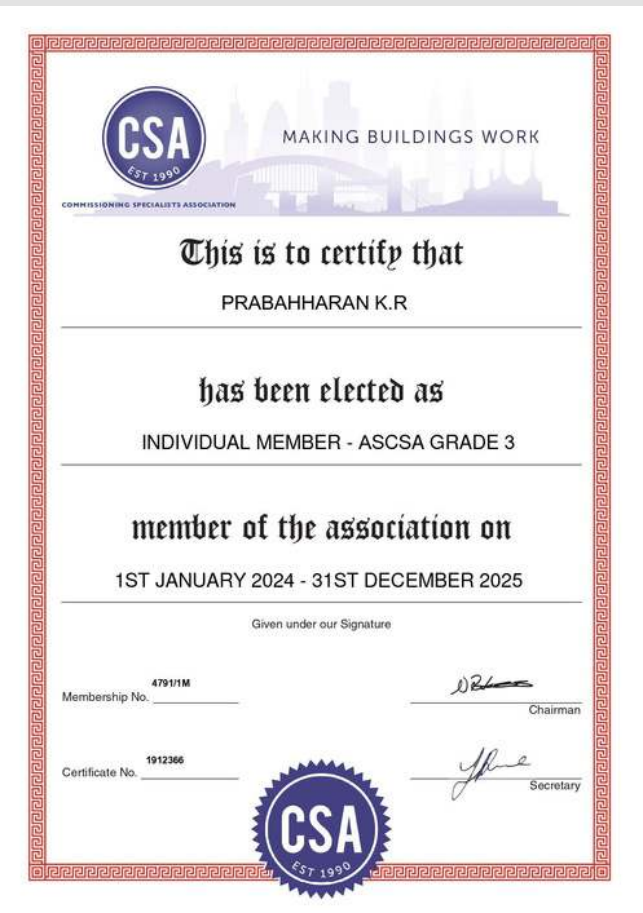 CSA
EST 1990
COMMISSIONING SPECIALISTS ASSOCIATION
MAKING BUILDINGS WORK
This is to certify that
PRABAHHARAN K.R
has been elected as
INDIVIDUAL MEMBER - ASCSA GRADE 3
member of the association on
1ST JANUARY 2024 - 31ST DECEMBER 2025
Given under our Signature
Membership No. 4791/1M
Chairman
Certificate No. 1912366
Secretary
CSA
EST 1990